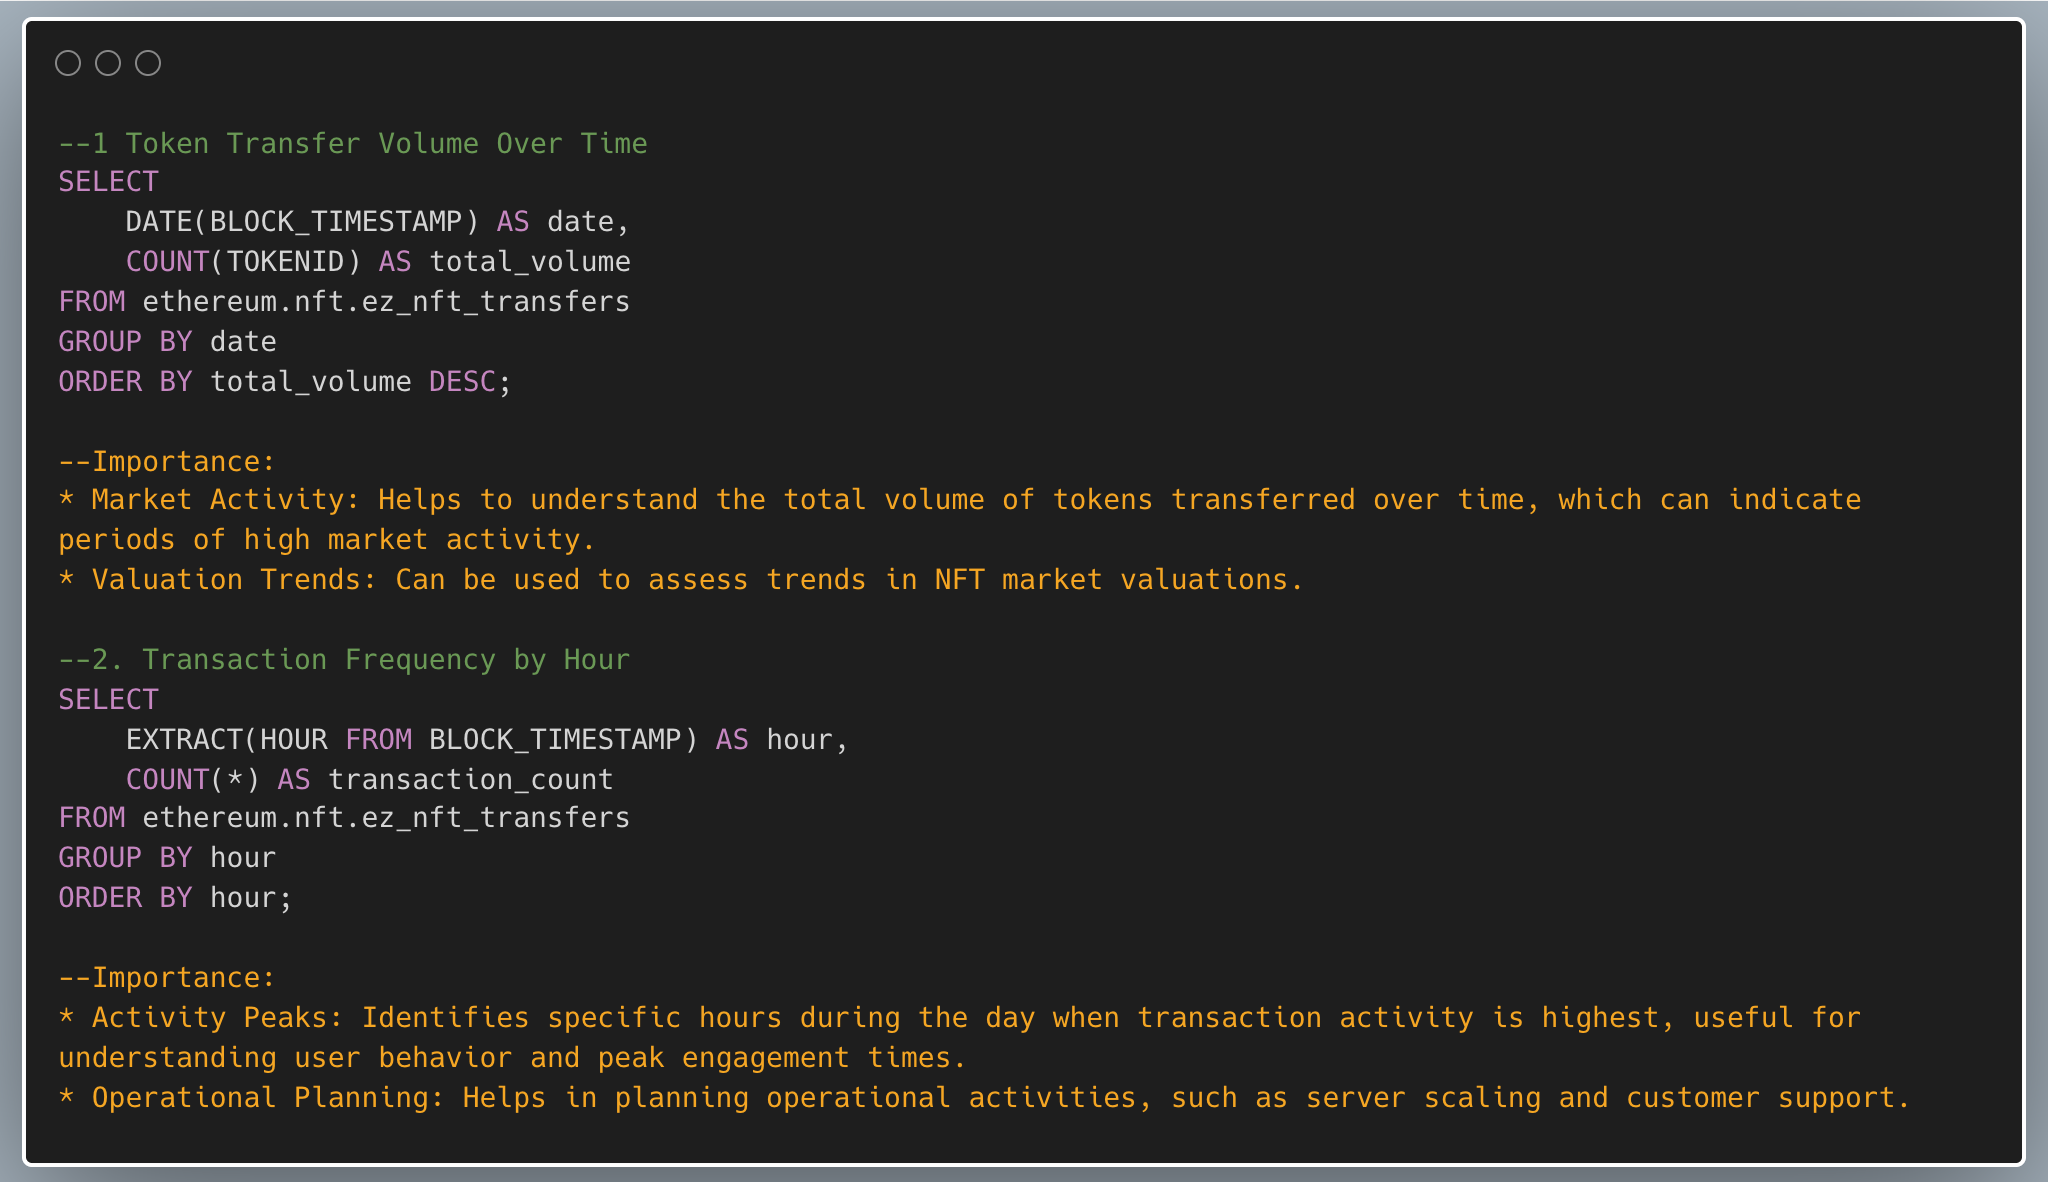 --1 Token Transfer Volume Over Time
SELECT
    DATE(BLOCK_TIMESTAMP) AS date,
    COUNT(TOKENID) AS total_volume
FROM ethereum.nft.ez_nft_transfers
GROUP BY date
ORDER BY total_volume DESC;

--Importance:
* Market Activity: Helps to understand the total volume of tokens transferred over time, which can indicate
periods of high market activity.
* Valuation Trends: Can be used to assess trends in NFT market valuations.

--2. Transaction Frequency by Hour
SELECT
    EXTRACT(HOUR FROM BLOCK_TIMESTAMP) AS hour,
    COUNT(*) AS transaction_count
FROM ethereum.nft.ez_nft_transfers
GROUP BY hour
ORDER BY hour;

--Importance:
* Activity Peaks: Identifies specific hours during the day when transaction activity is highest, useful for
understanding user behavior and peak engagement times.
* Operational Planning: Helps in planning operational activities, such as server scaling and customer support.